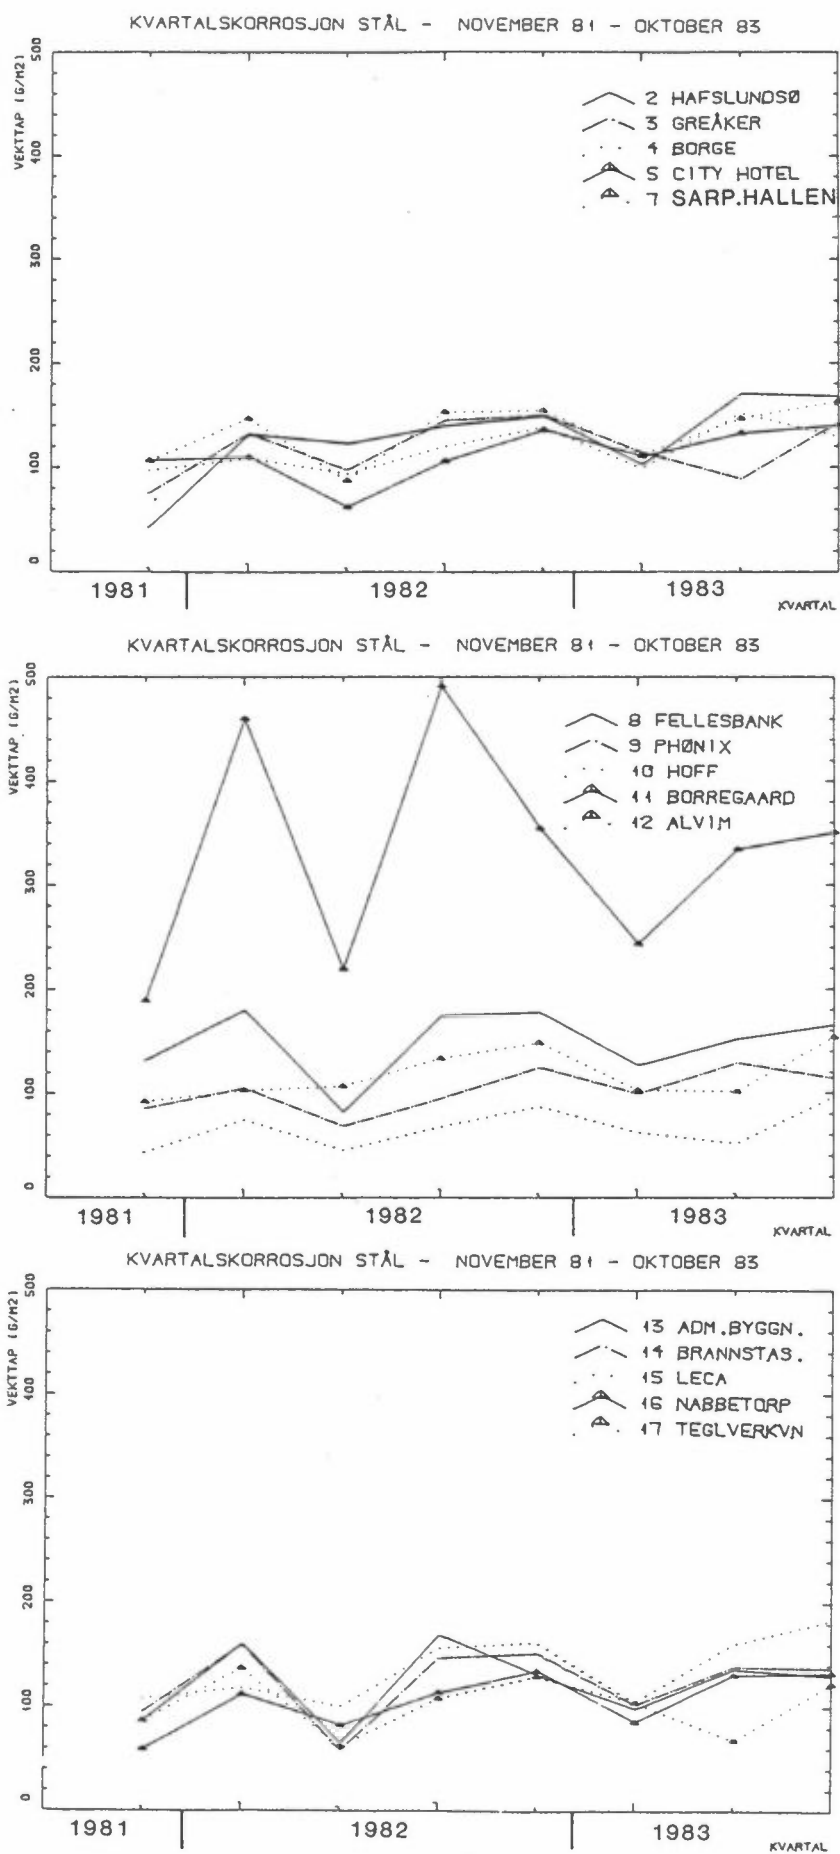 KVARTALSKORROSJON STÅL - NOVEMBER 81 - OKTOBER 83
VEKTTAP (G/M2)
500
400
300
200
100
0
2 HAFSLUNDSØ
3 GREÅKER
4 BORGE
5 CITY HOTEL
7 SARP.HALLEN
1981 1982 1983
KVARTAL
KVARTALSKORROSJON STÅL - NOVEMBER 81 - OKTOBER 83
VEKTTAP (G/M2)
500
400
300
200
100
0
8 FELLESBANK
9 PHØNIX
10 HOFF
11 BORREGAARD
12 ALVIM
1981 1982 1983
KVARTAL
KVARTALSKORROSJON STÅL - NOVEMBER 81 - OKTOBER 83
VEKTTAP (G/M2)
500
400
300
200
100
0
13 ADM.BYGGN.
14 BRANNSTAS.
15 LECA
16 NABBETORP
17 TEGLVERKVN
1981 1982 1983
KVARTAL